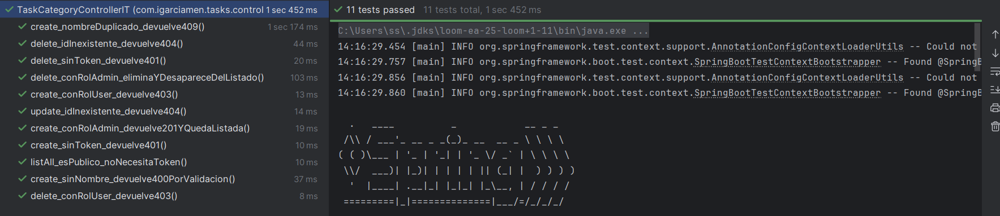 TaskCategoryControllerIT (com.igarciamen.tasks.control 1 sec 452 ms
create_nombreDuplicado_devuelve409() 1 sec 174 ms
delete_idInexistente_devuelve404() 44 ms
delete_sinToken_devuelve401() 20 ms
delete_conRolAdmin_eliminaYDesapareceDelListado() 103 ms
create_conRolUser_devuelve403() 13 ms
update_idInexistente_devuelve404() 14 ms
create_conRolAdmin_devuelve201YQuedaListada() 19 ms
create_sinToken_devuelve401() 10 ms
listAll_esPublico_noNecesitaToken() 10 ms
create_sinNombre_devuelve400PorValidacion() 37 ms
delete_conRolUser_devuelve403() 8 ms
11 tests passed 11 tests total, 1 sec 452 ms
C:\Users\ss\.jdks\loom-ea-25-loom+1-11\bin\java.exe ...
14:16:29.454 [main] INFO org.springframework.test.context.support.AnnotationConfigContextLoaderUtils -- Could not
14:16:29.757 [main] INFO org.springframework.boot.test.context.SpringBootTestContextBootstrapper -- Found @SpringB
14:16:29.856 [main] INFO org.springframework.test.context.support.AnnotationConfigContextLoaderUtils -- Could not
14:16:29.860 [main] INFO org.springframework.boot.test.context.SpringBootTestContextBootstrapper -- Found @SpringB
  .   ____          _            __ _ _
 /\\ / ___'_ __ _ _(_)_ __  __ _ \ \ \ \
( ( )\___ | '_ | '_| | '_ \/ _` | \ \ \ \
 \\/  ___)| |_)| | | | | || (_| |  ) ) ) )
  '  |____| .__|_| |_|_| |_\__, | / / / /
 =========|_|==============|___/=/_/_/_/